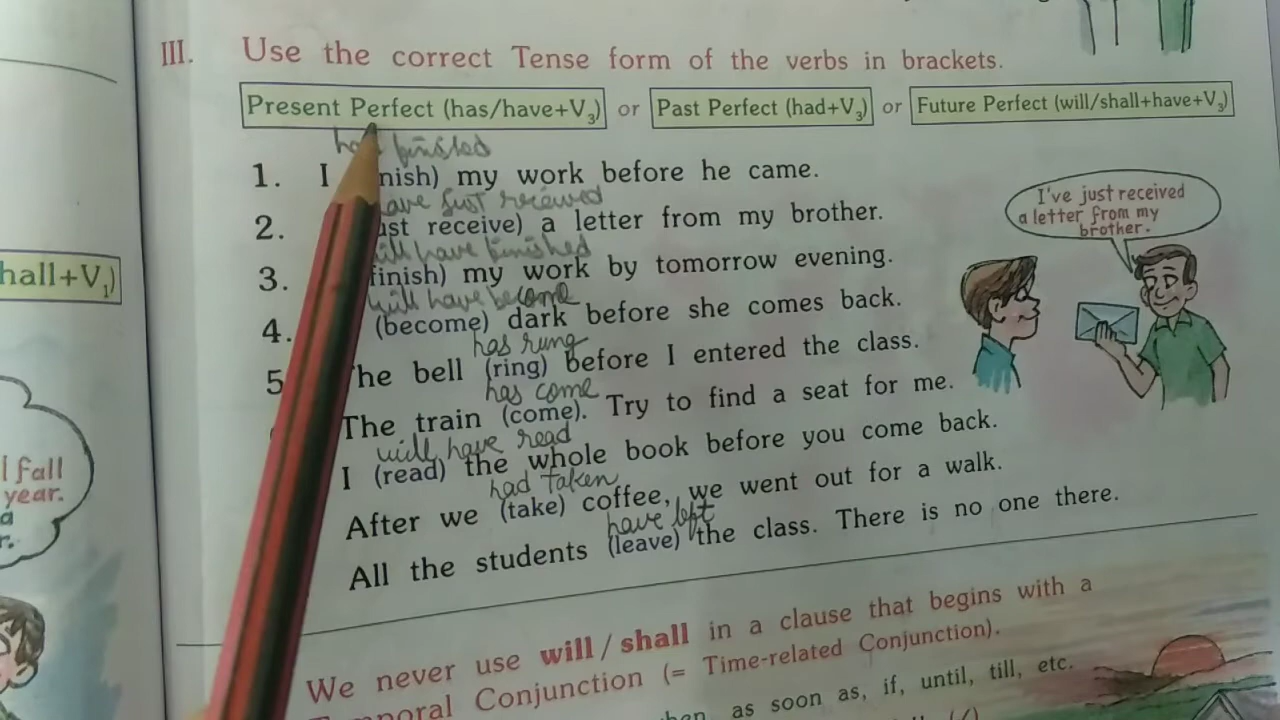 III. Use the correct Tense form of the verbs in brackets.
Present Perfect (has/have+V₃) or Past Perfect (had+V₃) or Future Perfect (will/shall+have+V₃)
finished
1. I nish) my work before he came.
ave just received
2. ust receive) a letter from my brother.
will have finished
3. finish) my work by tomorrow evening.
will have become
4. (become) dark before she comes back.
has rung
5 he bell (ring) before I entered the class.
has come
The train (come). Try to find a seat for me.
will have read
I (read) the whole book before you come back.
had taken
After we (take) coffee, we went out for a walk.
have left
All the students (leave) the class. There is no one there.
I've just received
a letter from my
brother.
We never use will / shall in a clause that begins with a
Conjunction (= Time-related Conjunction).
as soon as, if, until, till, etc.
hall+V₁)
I fall
year.
a
r.